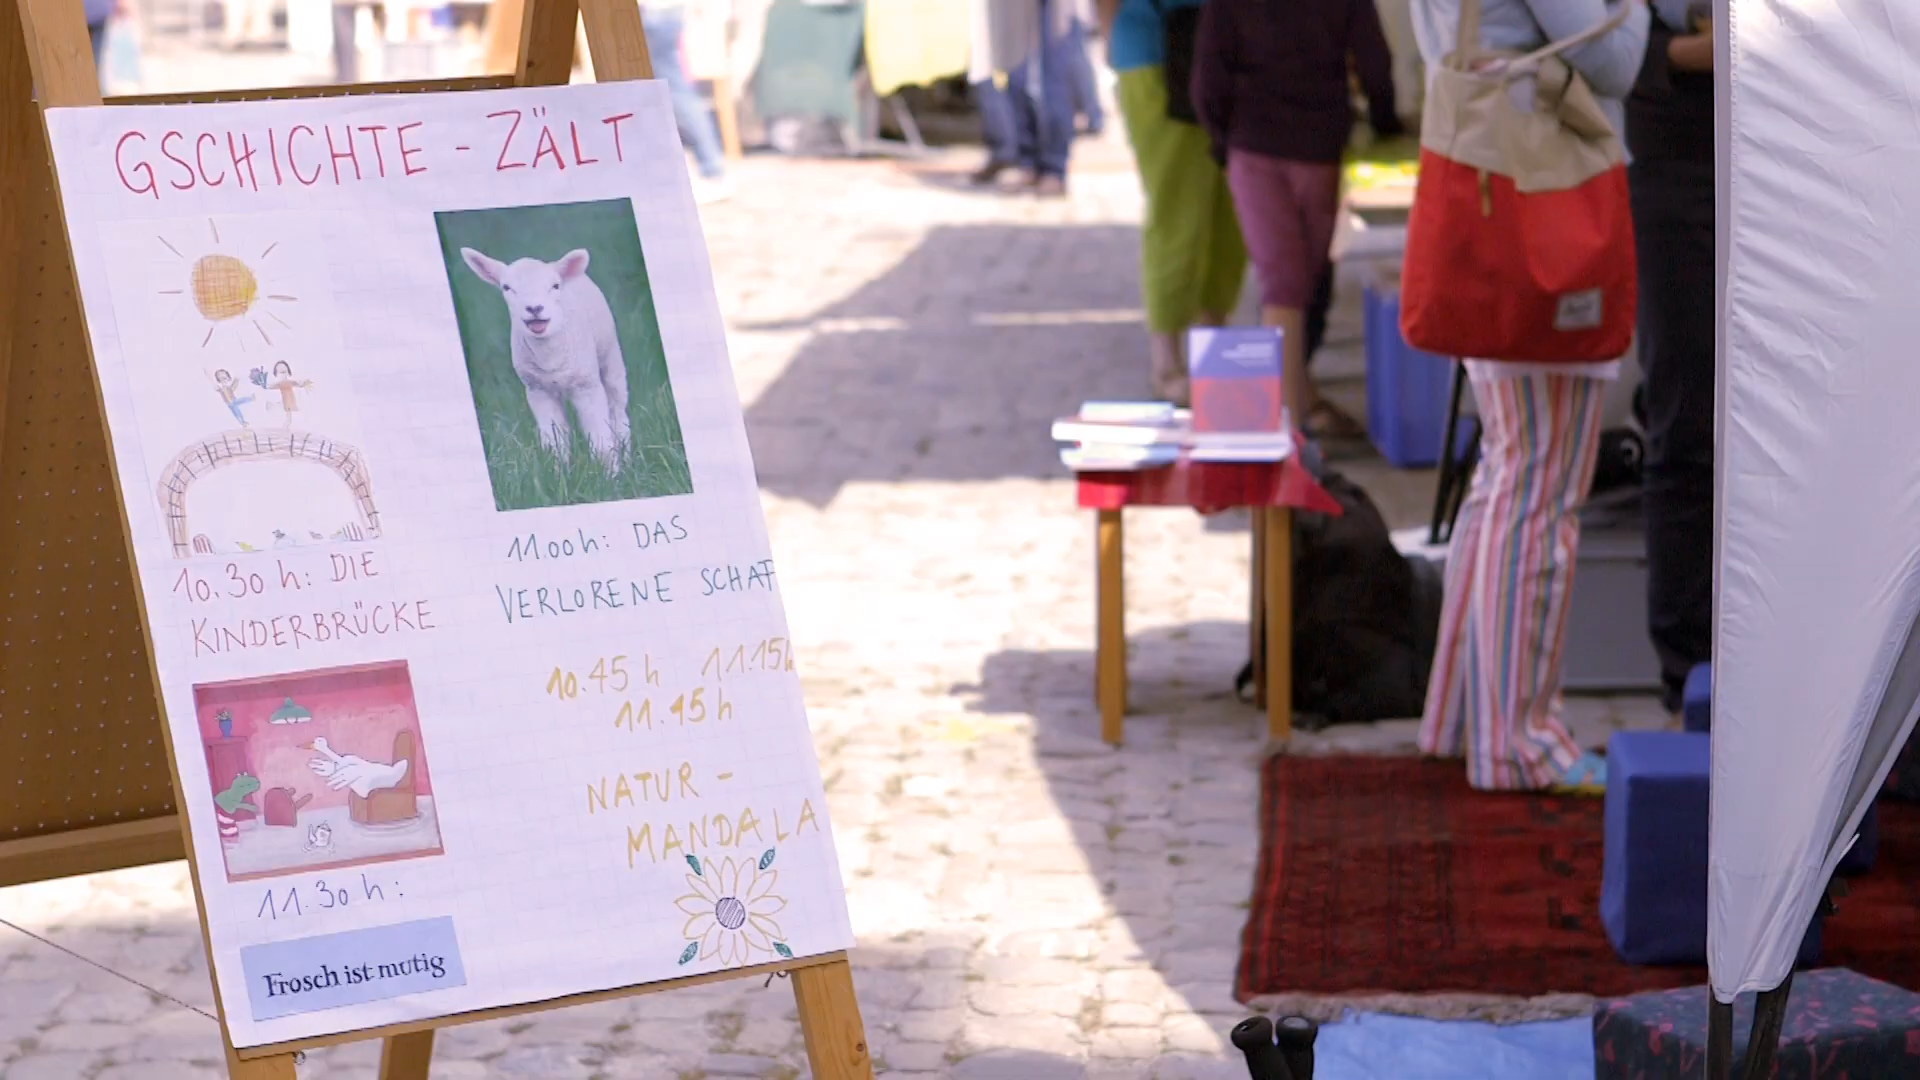 GSCHICHTE - ZÄLT
10.30 h: DIE
KINDERBRÜCKE
11.00 h: DAS
VERLORENE SCHAF
10.45 h 11.15h
11.45 h
NATUR -
MANDALA
11.30 h:
Frosch ist mutig